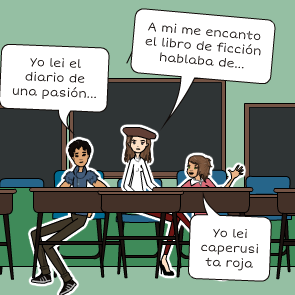 A mi me encanto
el libro de ficción
hablaba de...
Yo lei el
diario de
una pasión...
Yo lei
caperusi
ta roja